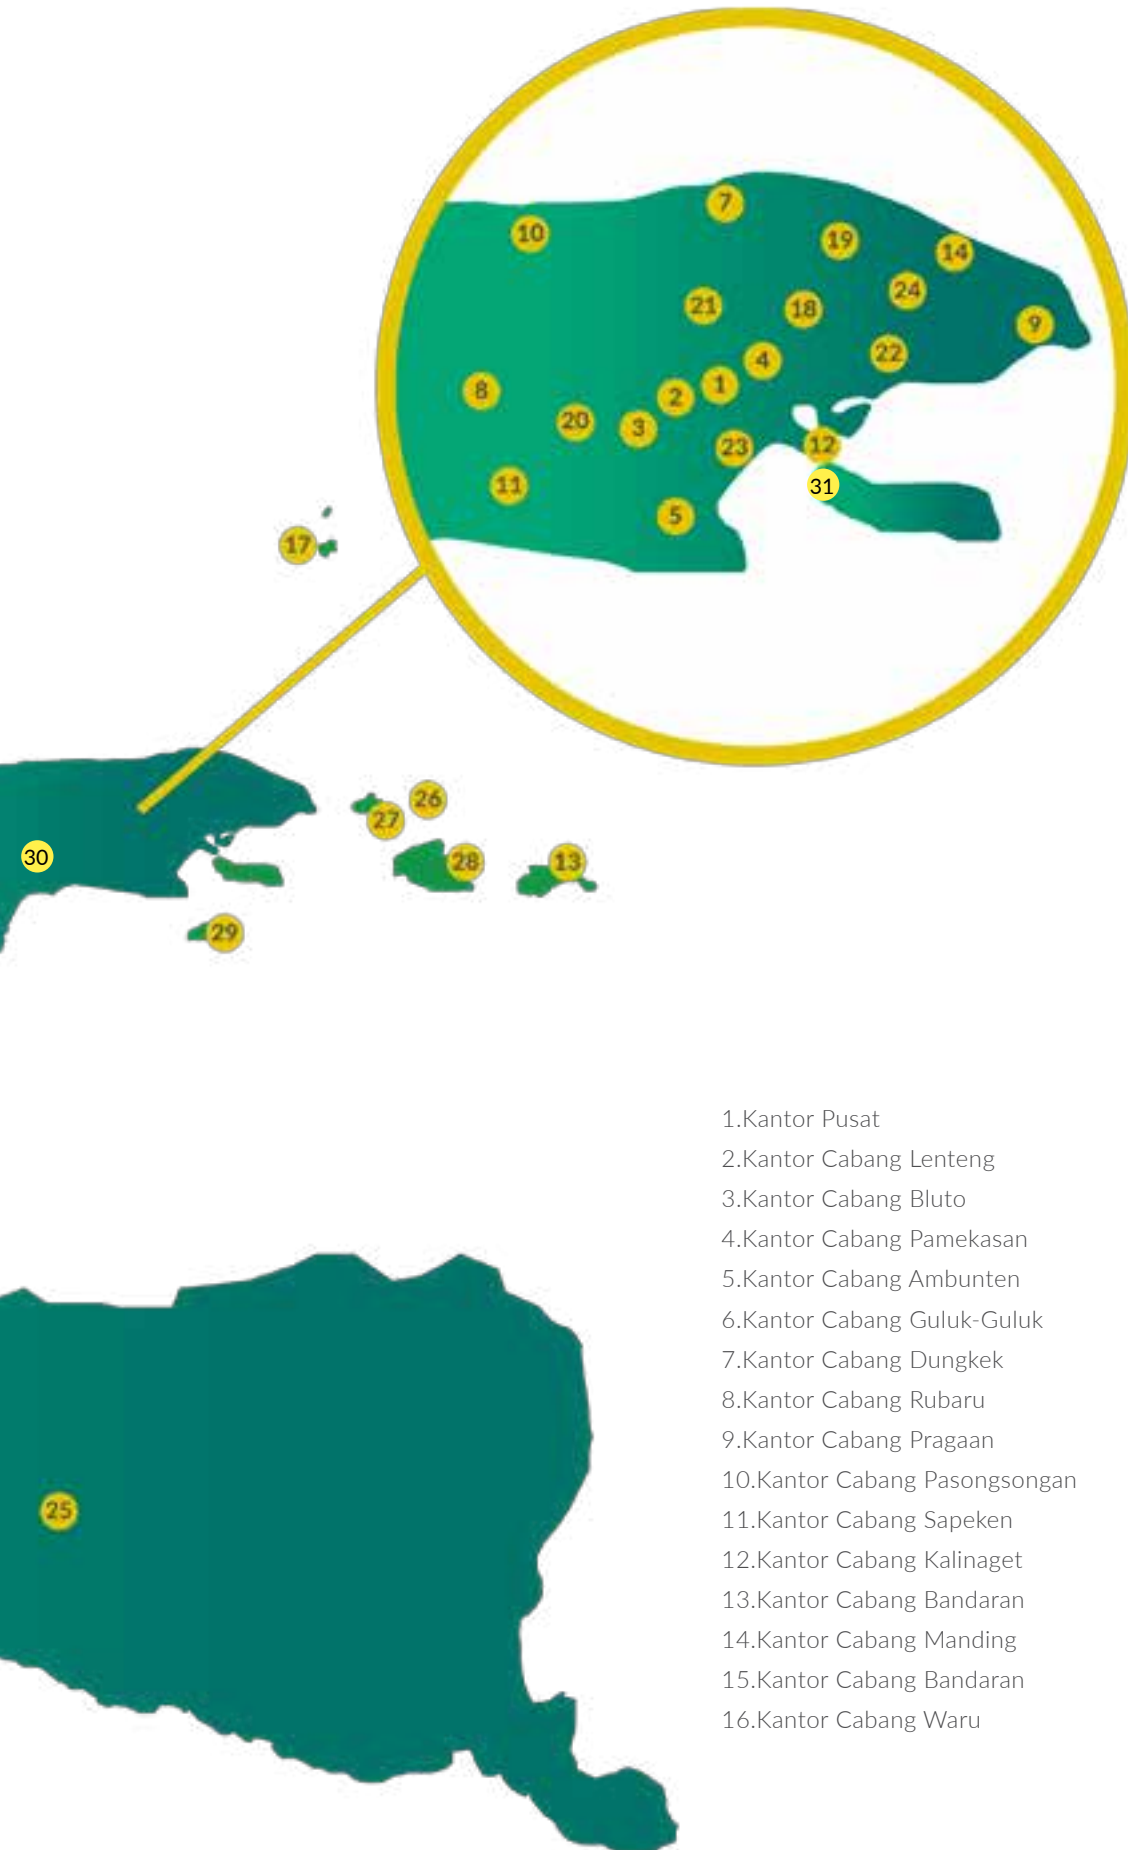 7
10
19
14
24
21
18
9
22
4
8
1
2
20
3
23
12
11
31
5
17
26
27
30
28
13
29
1.Kantor Pusat
2.Kantor Cabang Lenteng
3.Kantor Cabang Bluto
4.Kantor Cabang Pamekasan
5.Kantor Cabang Ambunten
6.Kantor Cabang Guluk-Guluk
7.Kantor Cabang Dungkek
8.Kantor Cabang Rubaru
9.Kantor Cabang Pragaan
10.Kantor Cabang Pasongsongan
11.Kantor Cabang Sapeken
12.Kantor Cabang Kalinaget
13.Kantor Cabang Bandaran
14.Kantor Cabang Manding
15.Kantor Cabang Bandaran
16.Kantor Cabang Waru
25